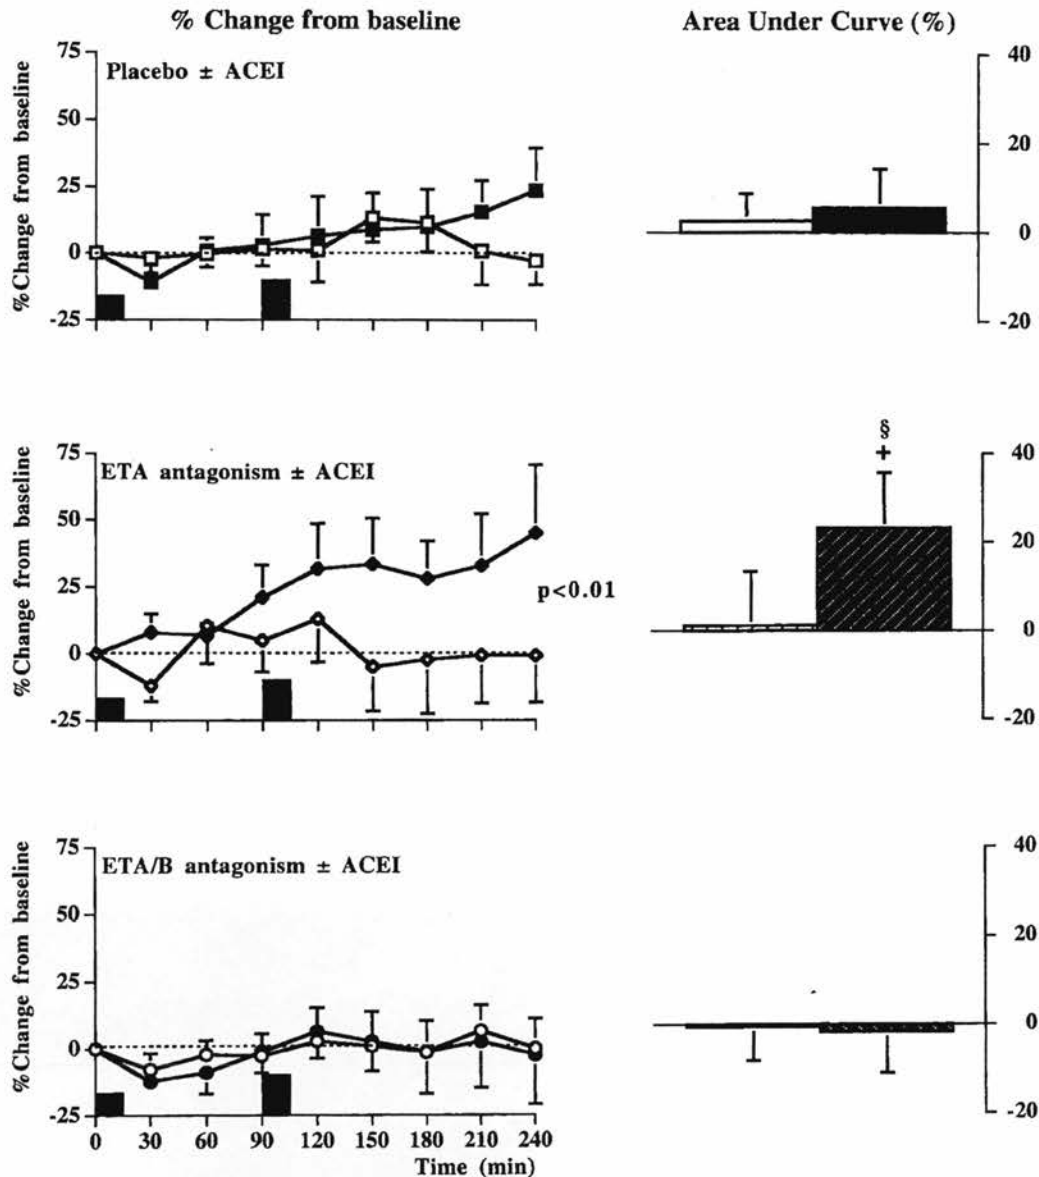 % Change from baseline
Area Under Curve (%)
%Change from baseline
75
50
25
0
-25
Placebo ± ACEI
40
20
0
-20
%Change from baseline
75
50
25
0
-25
ETA antagonism ± ACEI
p<0.01
§
+
40
20
0
-20
%Change from baseline
75
50
25
0
-25
ETA/B antagonism ± ACEI
0 30 60 90 120 150 180 210 240
Time (min)
40
20
0
-20